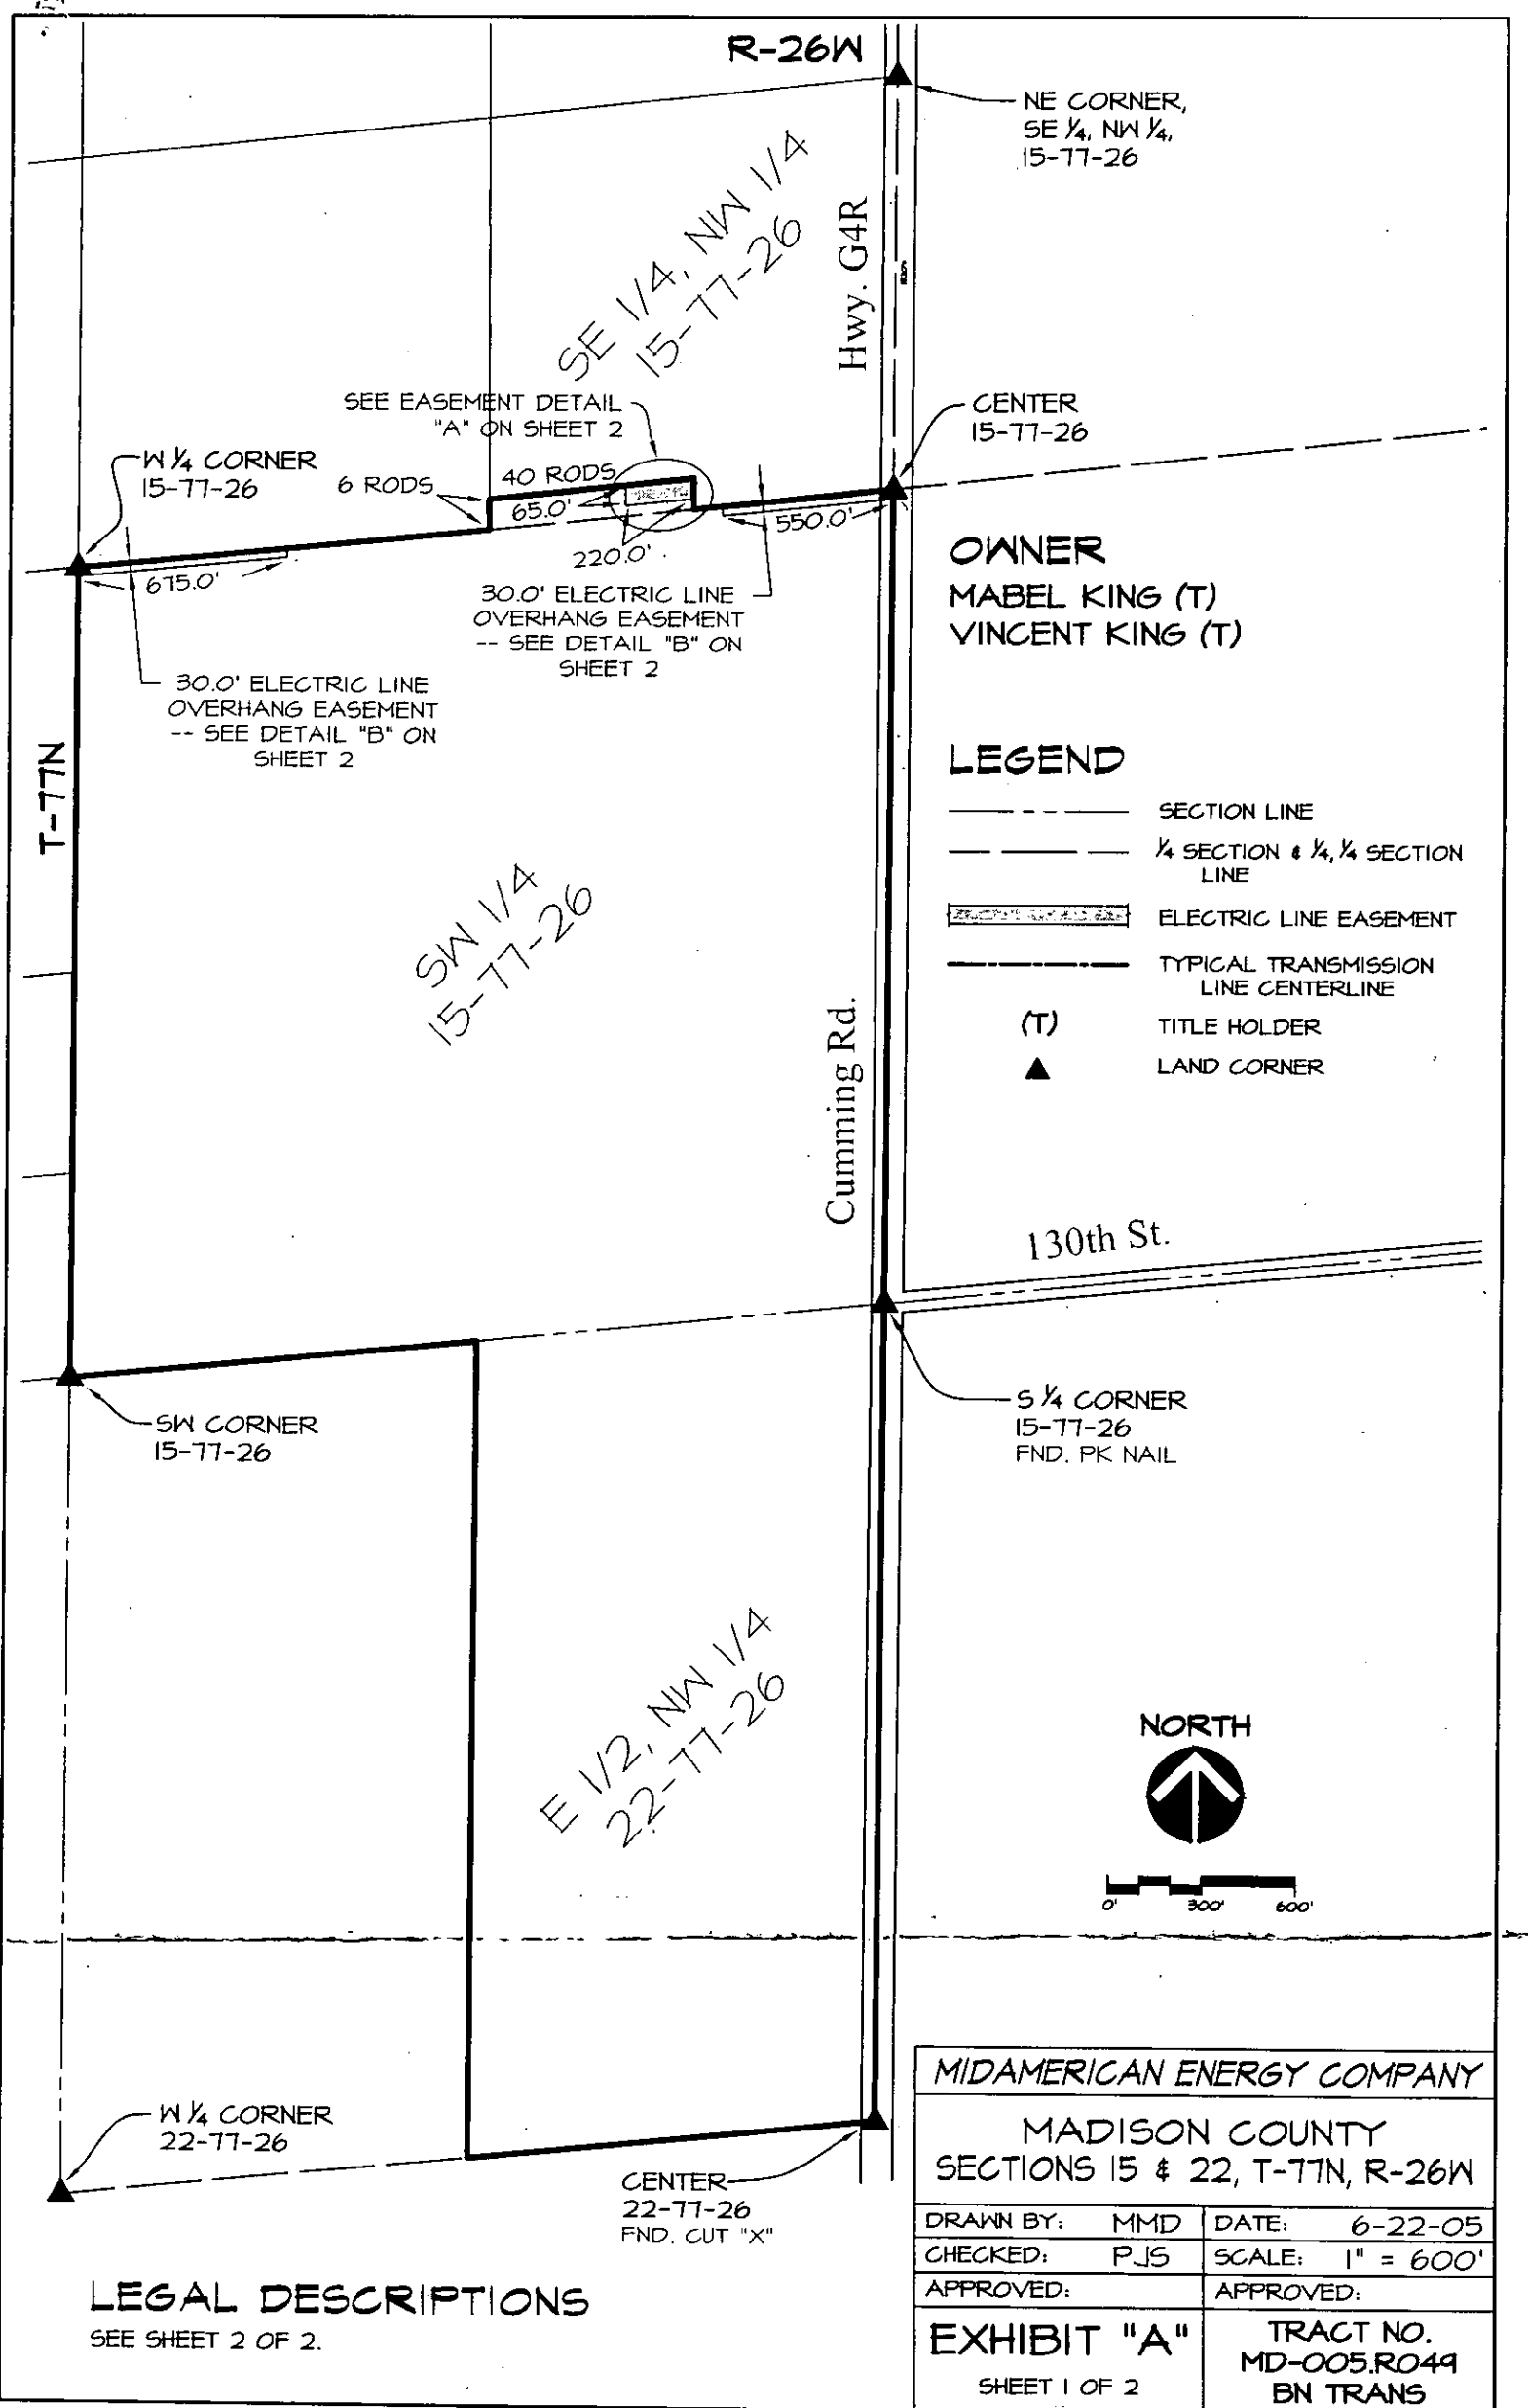 R-26W
NE CORNER,
SE ¼, NW ¼,
15-77-26
SE 1/4, NW 1/4
15-77-26
Hwy. G4R
SEE EASEMENT DETAIL
"A" ON SHEET 2
CENTER
15-77-26
W ¼ CORNER
15-77-26
6 RODS
40 RODS
65.0'
550.0'
220.0'
675.0'
30.0' ELECTRIC LINE
OVERHANG EASEMENT
-- SEE DETAIL "B" ON
SHEET 2
30.0' ELECTRIC LINE
OVERHANG EASEMENT
-- SEE DETAIL "B" ON
SHEET 2
OWNER
MABEL KING (T)
VINCENT KING (T)
T-77N
LEGEND
SECTION LINE
¼ SECTION & ¼, ¼ SECTION
LINE
ELECTRIC LINE EASEMENT
TYPICAL TRANSMISSION
LINE CENTERLINE
(T) TITLE HOLDER
LAND CORNER
SW 1/4
15-77-26
Cumming Rd.
130th St.
SW CORNER
15-77-26
S ¼ CORNER
15-77-26
FND. PK NAIL
E 1/2, NW 1/4
22-77-26
NORTH
0' 300' 600'
W ¼ CORNER
22-77-26
CENTER
22-77-26
FND. CUT "X"
LEGAL DESCRIPTIONS
SEE SHEET 2 OF 2.
MIDAMERICAN ENERGY COMPANY
MADISON COUNTY
SECTIONS 15 & 22, T-77N, R-26W
DRAWN BY: MMD DATE: 6-22-05
CHECKED: PJS SCALE: 1" = 600'
APPROVED: APPROVED:
EXHIBIT "A"
SHEET 1 OF 2
TRACT NO.
MD-005.R049
BN TRANS